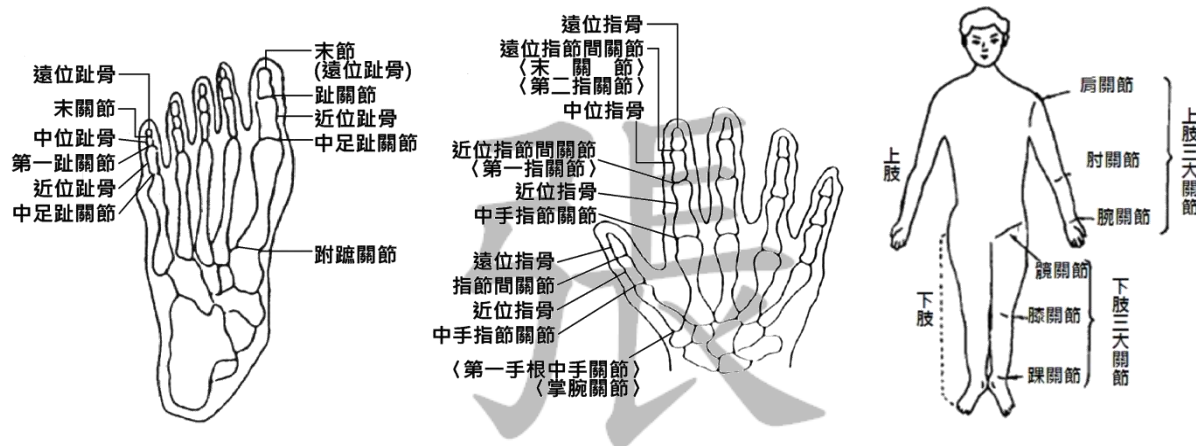 末節
(遠位趾骨)
趾關節
近位趾骨
中足趾關節
跗蹠關節
遠位趾骨
末關節
中位趾骨
第一趾關節
近位趾骨
中足趾關節
遠位指骨
遠位指節間關節
〈末 關 節〉
〈第二指關節〉
中位指骨
近位指節間關節
〈第一指關節〉
近位指骨
中手指節關節
遠位指骨
指節間關節
近位指骨
中手指節關節
〈第一手根中手關節〉
〈掌腕關節〉
上肢
下肢
肩關節
肘關節
腕關節
上肢三大關節
髖關節
膝關節
踝關節
下肢三大關節